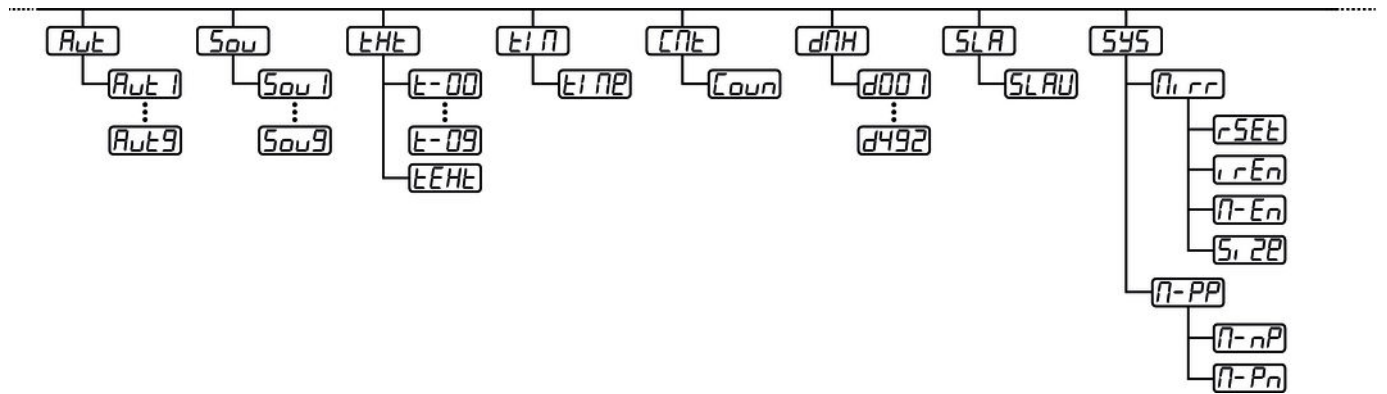 Aut Sou tHt tIM CMt dMH SLA SYS
Aut1 Sou1 t-00 tIMe Coun d001 SLAU Mirr
Aut9 Sou9 t-09 d492 rSEt
tEHt irEn
M-En
SiZe
M-PP
M-nP
M-Pn